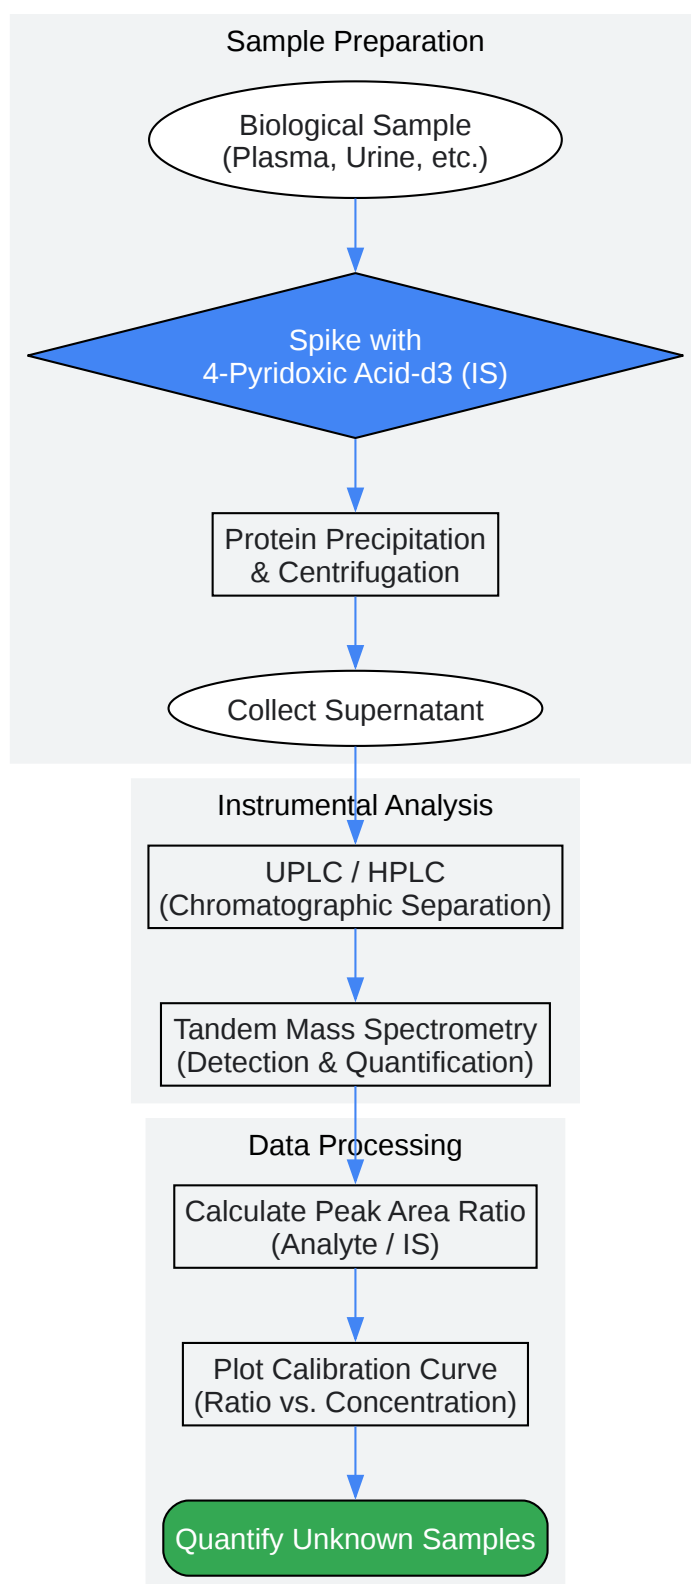 Sample Preparation
Biological Sample
(Plasma, Urine, etc.)
Spike with
4-Pyridoxic Acid-d3 (IS)
Protein Precipitation
& Centrifugation
Collect Supernatant
Instrumental Analysis
UPLC / HPLC
(Chromatographic Separation)
Tandem Mass Spectrometry
(Detection & Quantification)
Data Processing
Calculate Peak Area Ratio
(Analyte / IS)
Plot Calibration Curve
(Ratio vs. Concentration)
Quantify Unknown Samples